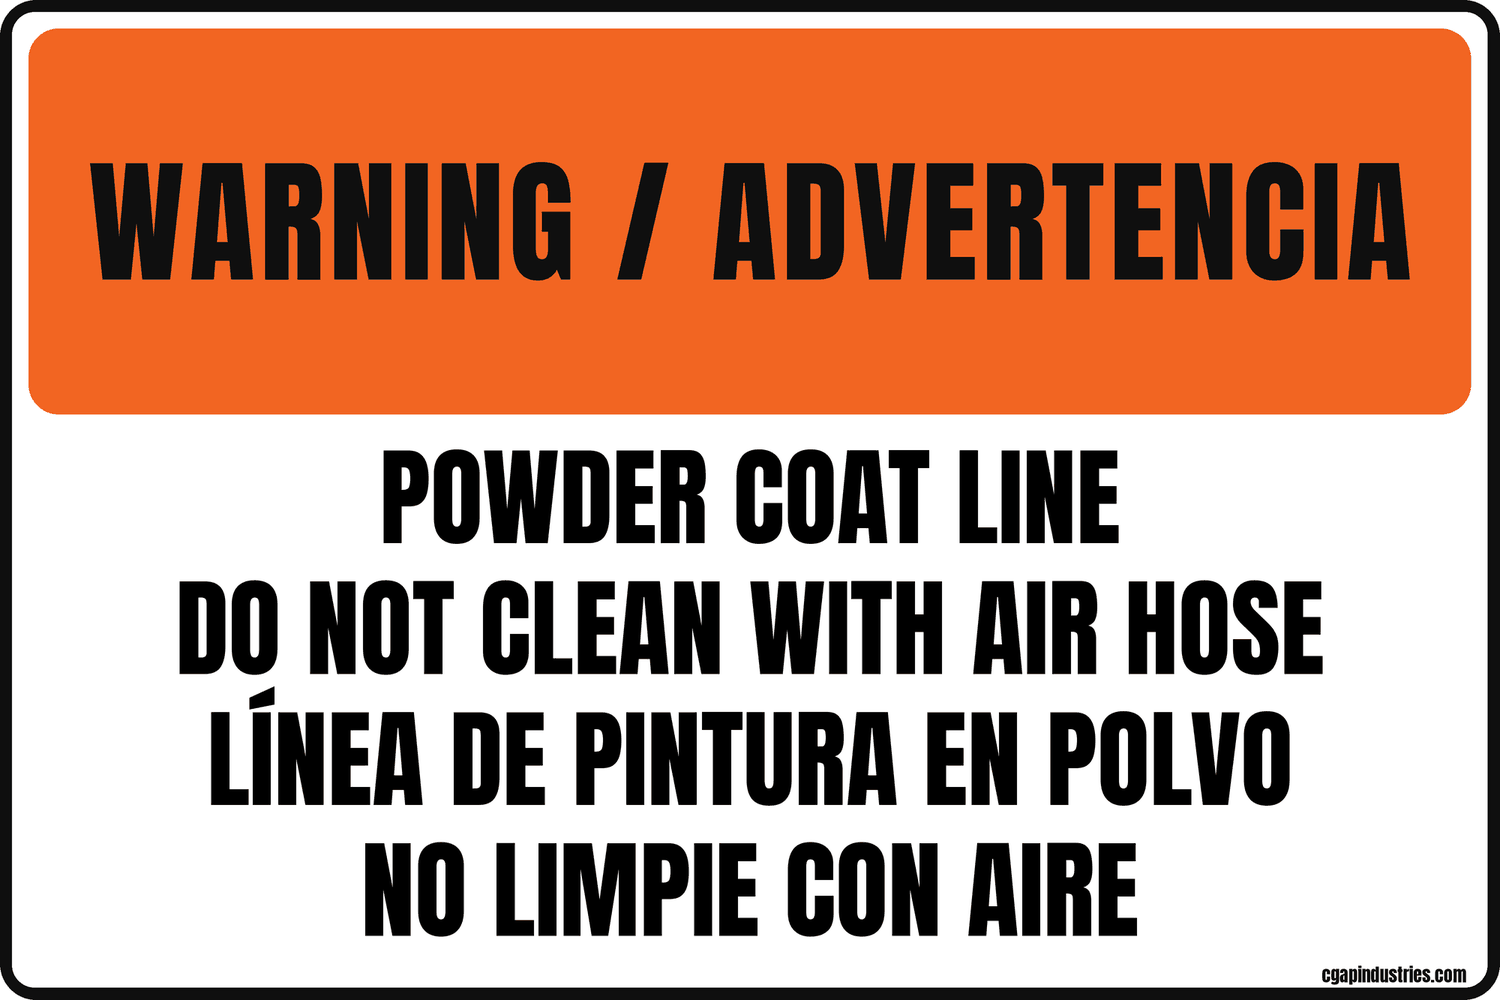 WARNING / ADVERTENCIA
POWDER COAT LINE
DO NOT CLEAN WITH AIR HOSE
LÍNEA DE PINTURA EN POLVO
NO LIMPIE CON AIRE
cgapindustries.com